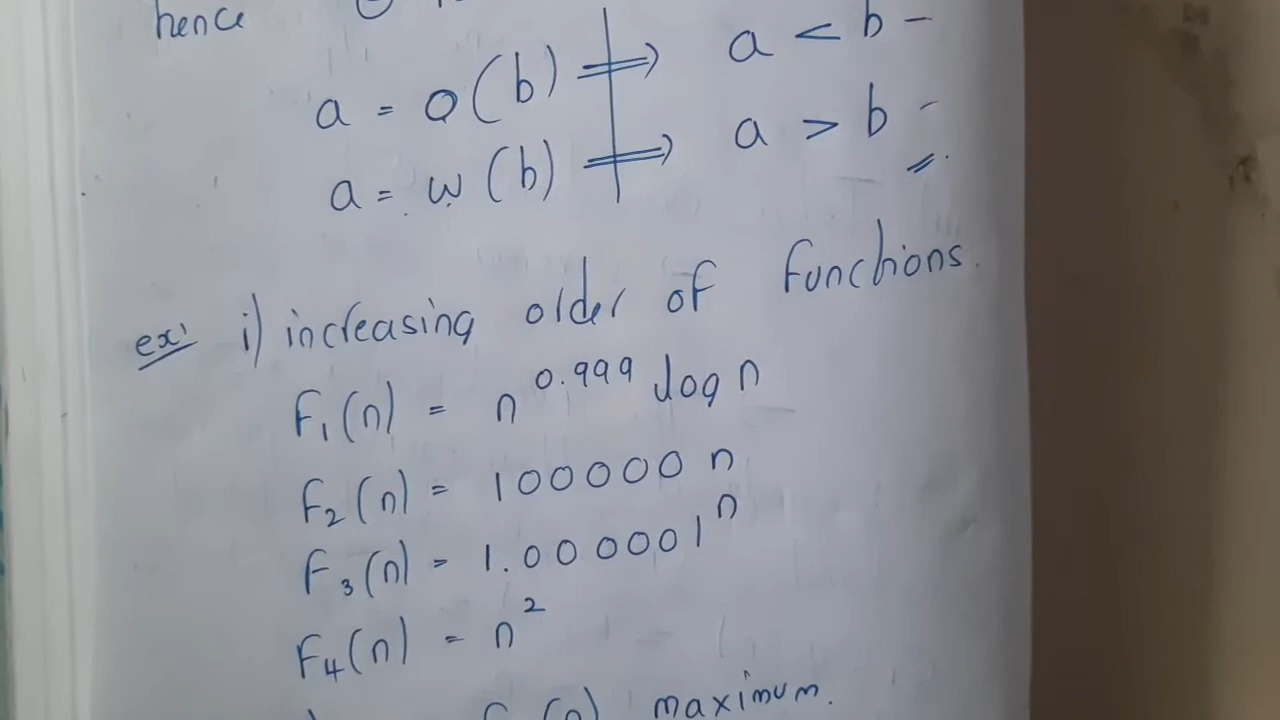 hence
a = o(b) ⇏ a < b -
a = w(b) ⇏ a > b -
ex: i) increasing older of functions.
F₁(n) = n^0.999 log n
F₂(n) = 100000 n
F₃(n) = 1.000001^n
F₄(n) = n^2
(n) maximum.